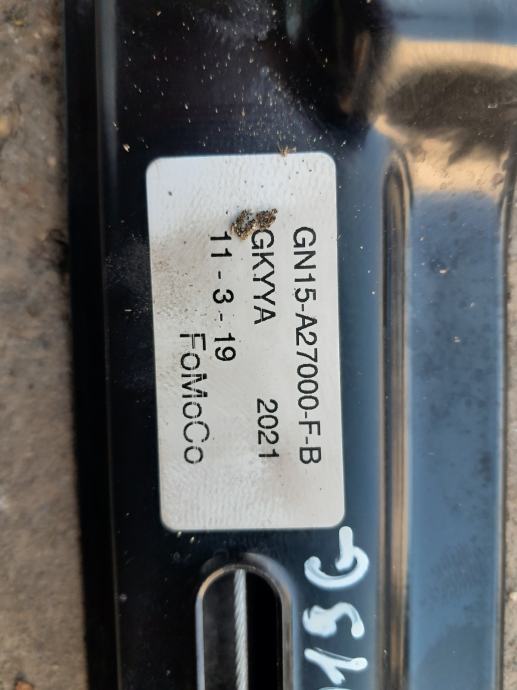 GN15-A27000-F-B
GKYYA 2021
11 - 3 - 19
FoMoCo